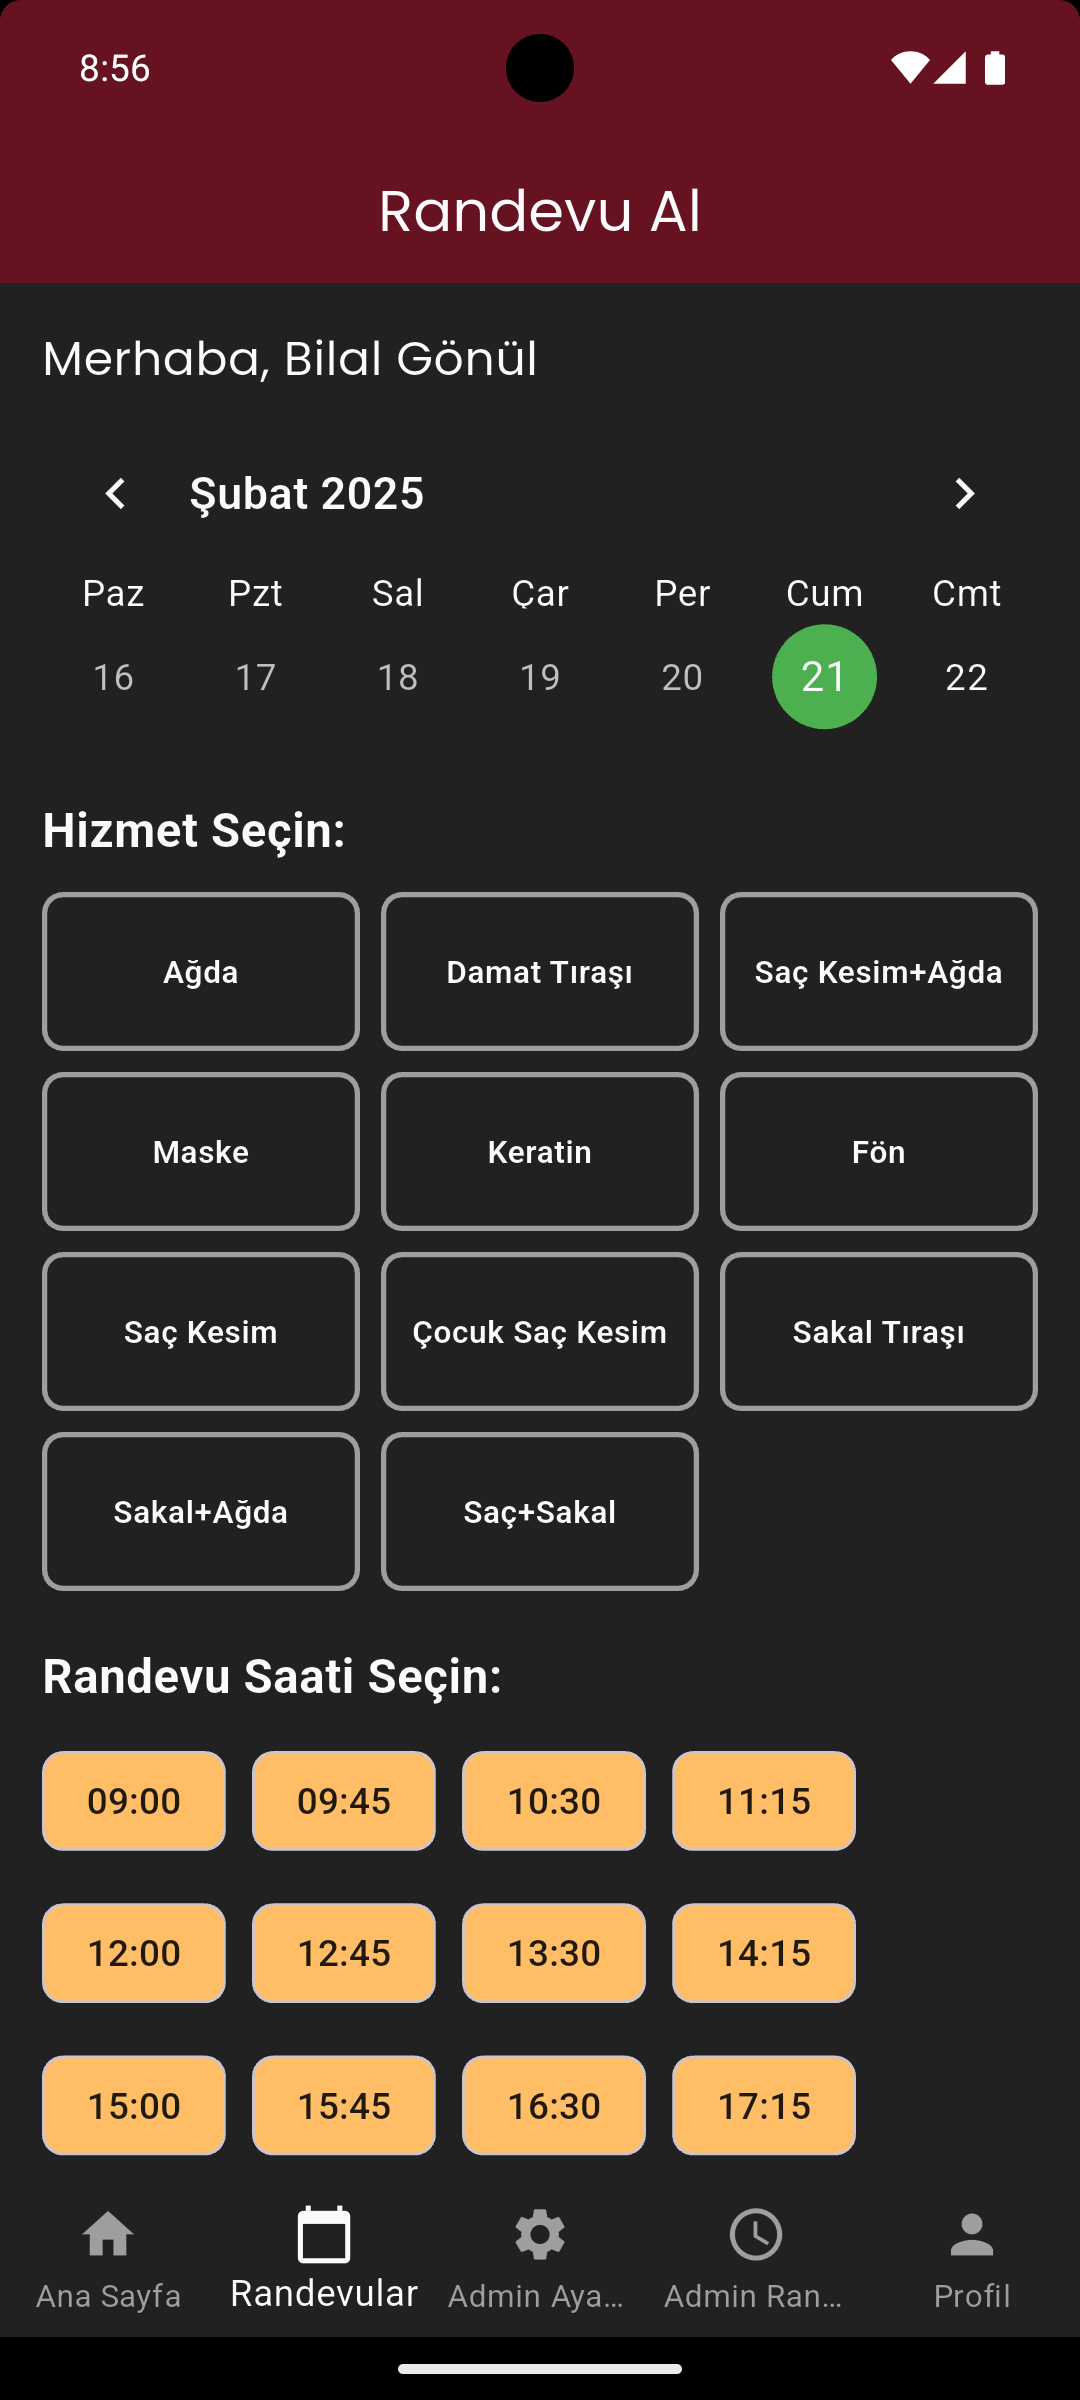 8:56
Randevu Al
Merhaba, Bilal Gönül
Şubat 2025
Paz Pzt Sal Çar Per Cum Cmt
16 17 18 19 20 21 22
Hizmet Seçin:
Ağda Damat Tıraşı Saç Kesim+Ağda
Maske Keratin Fön
Saç Kesim Çocuk Saç Kesim Sakal Tıraşı
Sakal+Ağda Saç+Sakal
Randevu Saati Seçin:
09:00 09:45 10:30 11:15
12:00 12:45 13:30 14:15
15:00 15:45 16:30 17:15
Ana Sayfa Randevular Admin Aya... Admin Ran... Profil